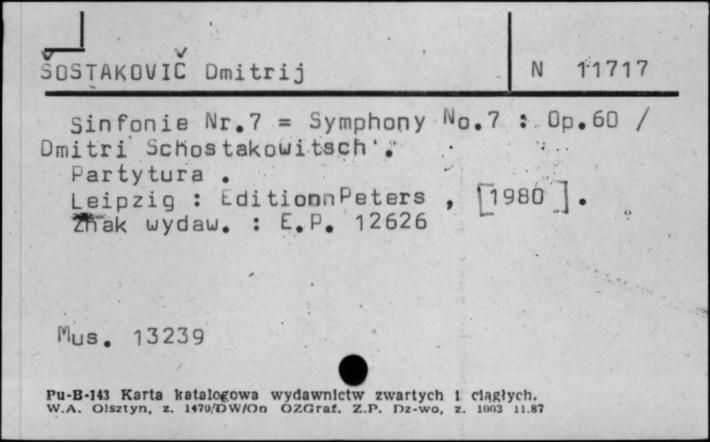 ŠOSTAKOVIČ Dmitrij
N 11717
Sinfonie Nr.7 = Symphony No.7 : Op.60 /
Dmitri Schostakowitsch .
Partytura .
Leipzig : EditionnPeters , [1980 ].
Znak wydaw. : E.P. 12626
Mus. 13239
Pu-B-143 Karta katalogowa wydawnictw zwartych i ciągłych.
W.A. Olsztyn, z. 1470/DW/On OZGraf. Z.P. Dz-wo, z. 1003 11.87